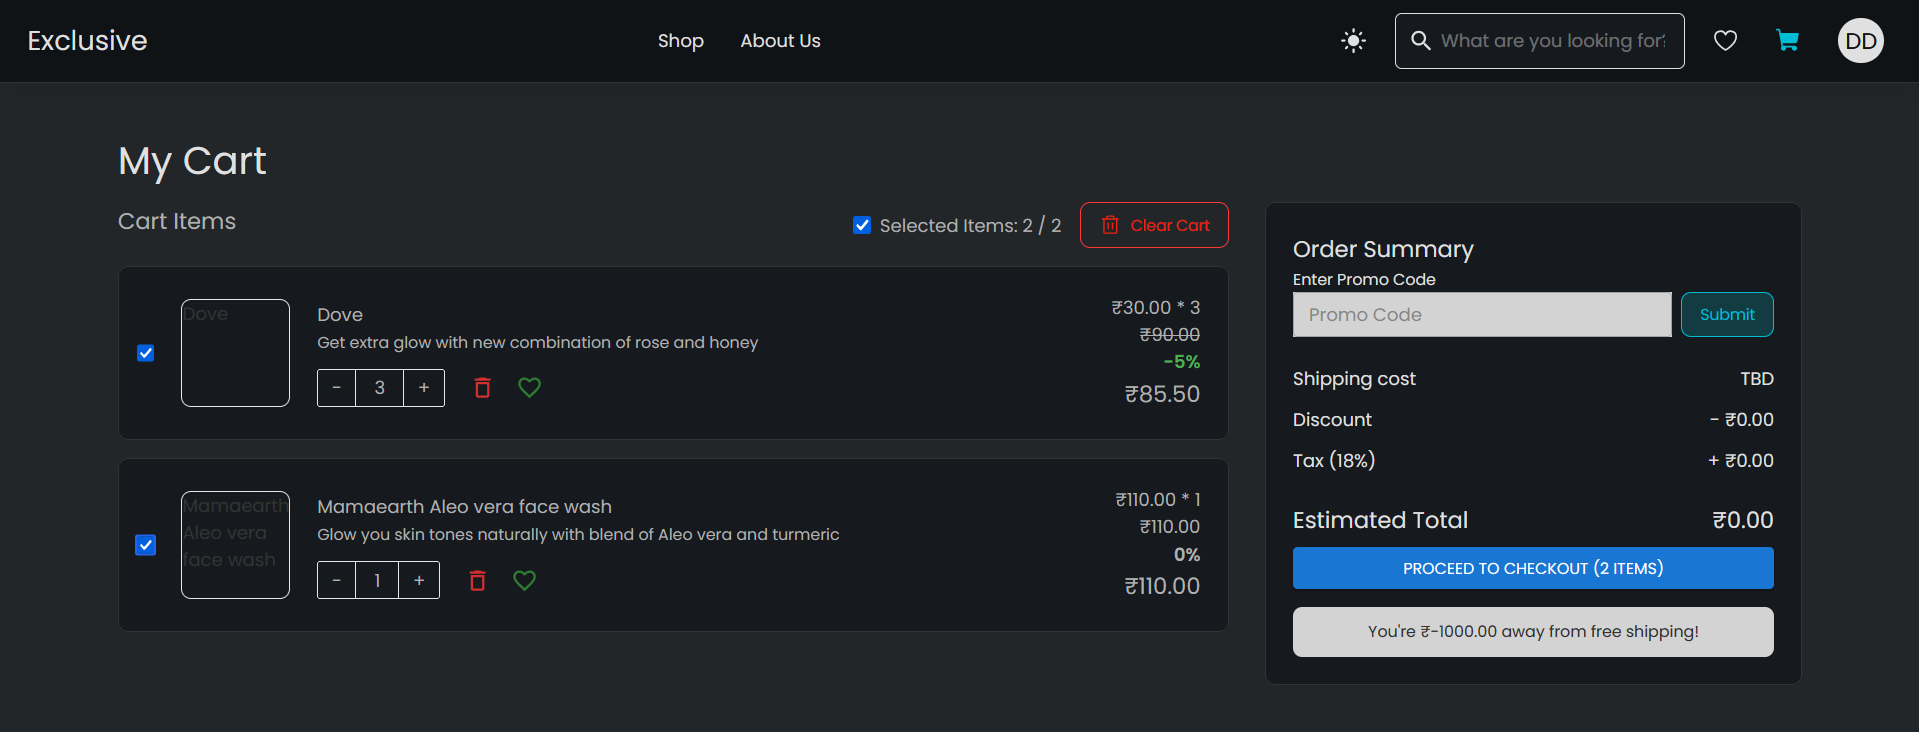 Exclusive
Shop
About Us
What are you looking for?
DD
My Cart
Cart Items
Selected Items: 2 / 2
Clear Cart
Dove
Dove
Get extra glow with new combination of rose and honey
- 3 +
₹30.00 * 3
₹90.00
-5%
₹85.50
Mamaearth
Aleo vera
face wash
Mamaearth Aleo vera face wash
Glow you skin tones naturally with blend of Aleo vera and turmeric
- 1 +
₹110.00 * 1
₹110.00
0%
₹110.00
Order Summary
Enter Promo Code
Promo Code
Submit
Shipping cost TBD
Discount - ₹0.00
Tax (18%) + ₹0.00
Estimated Total ₹0.00
PROCEED TO CHECKOUT (2 ITEMS)
You're ₹-1000.00 away from free shipping!